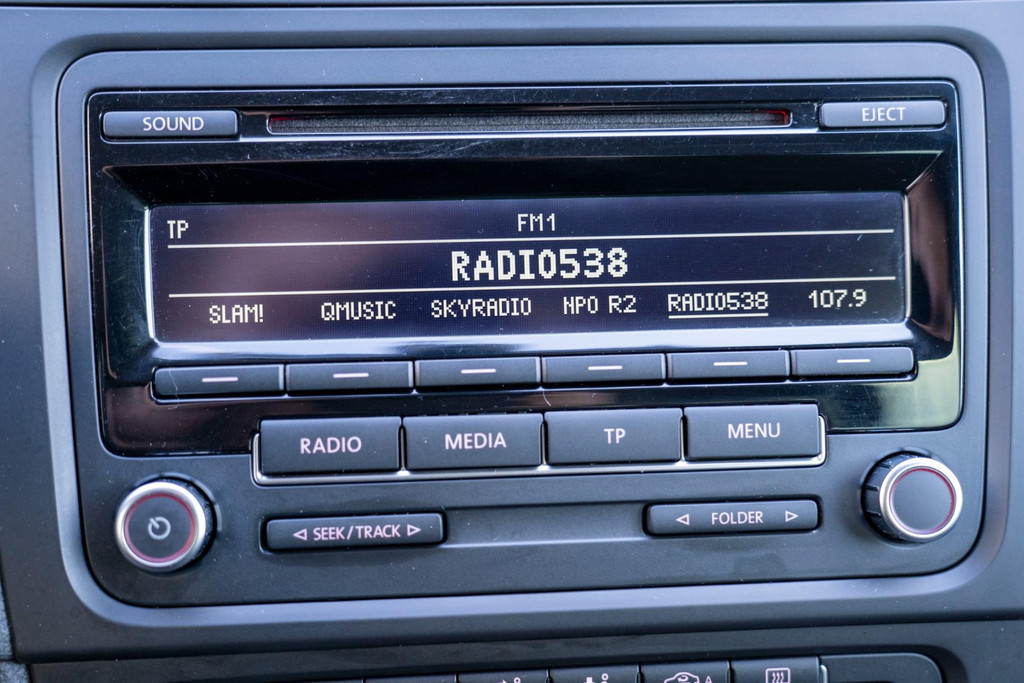 SOUND EJECT
TP FM1
RADIO538
SLAM! QMUSIC SKYRADIO NPO R2 RADIO538 107.9
RADIO MEDIA TP MENU
SEEK/TRACK FOLDER
A